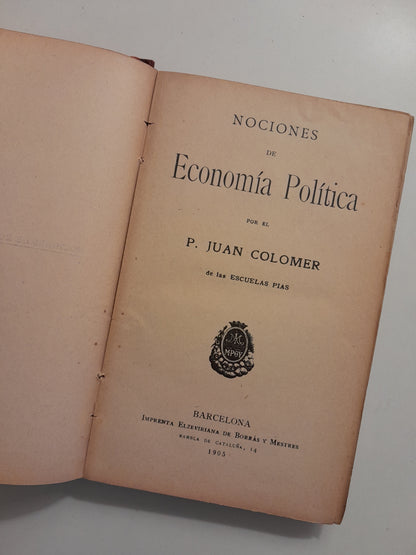 NOCIONES
DE
Economía Política
POR EL
P. JUAN COLOMER
de las ESCUELAS PIAS
BARCELONA
IMPRENTA ELZEVIRIANA DE BORRÁS Y MESTRES
RAMBLA DE CATALUÑA, 14
1905